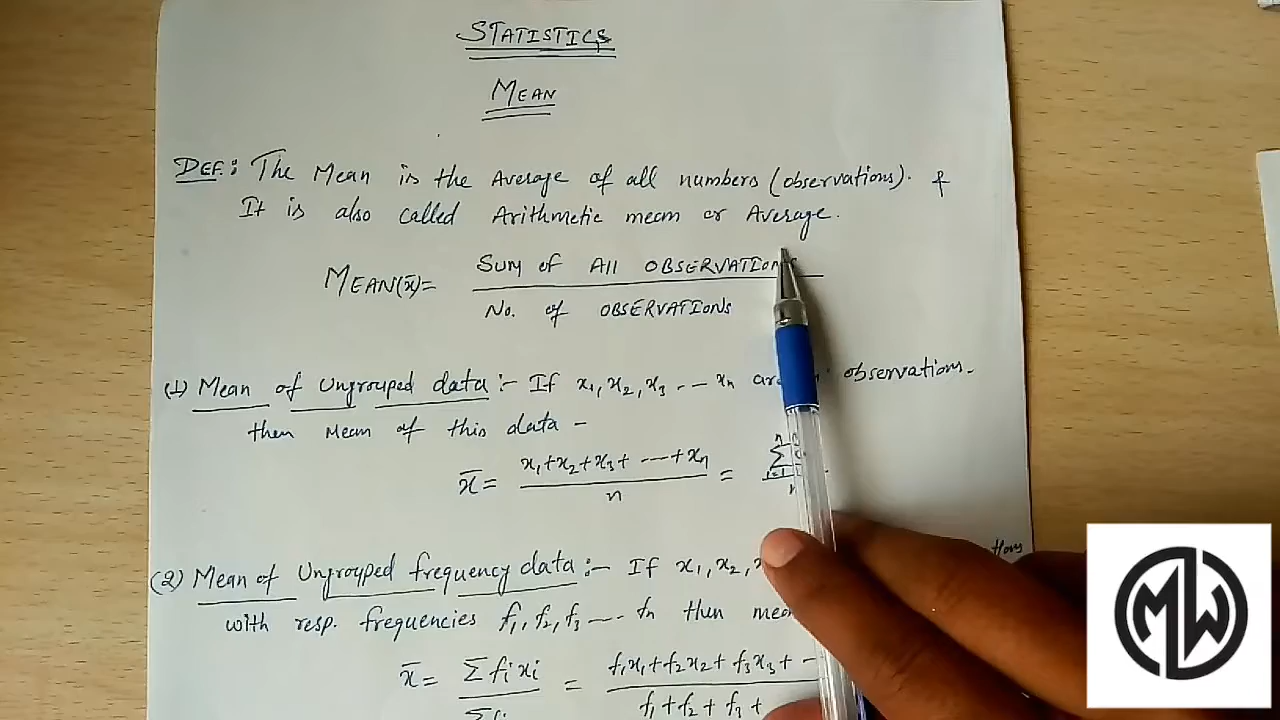 STATISTICS
MEAN
DEF.: The Mean is the Average of all numbers (observations). &
It is also called Arithmetic mean or Average.
MEAN(x̄)= Sum of All OBSERVATIONS
No. of OBSERVATIONS
(1) Mean of Ungrouped data :- If x₁, x₂, x₃ ---- xₙ are observations.
then Mean of this data -
x₁+x₂+x₃+ ----+xₙ
x̄ = =
n
(2) Mean of Ungrouped frequency data :- If x₁, x₂,
with resp. frequencies f₁, f₂, f₃ ---- fₙ then
x̄ = Σfᵢxᵢ = f₁x₁+f₂x₂+ f₃x₃+ -
f₁+f₂+f₃+
MW